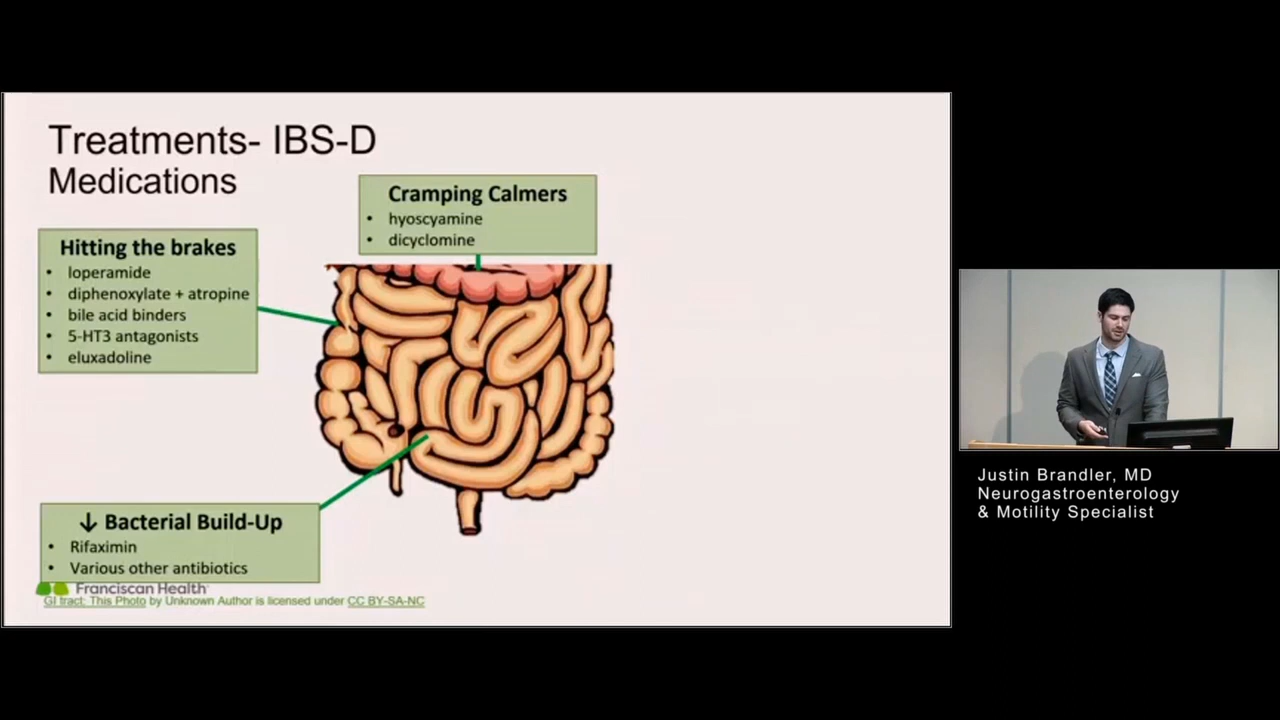 Treatments- IBS-D
Medications
Cramping Calmers
• hyoscyamine
• dicyclomine
Hitting the brakes
• loperamide
• diphenoxylate + atropine
• bile acid binders
• 5-HT3 antagonists
• eluxadoline
↓ Bacterial Build-Up
• Rifaximin
• Various other antibiotics
Franciscan Health
GI tract: This Photo by Unknown Author is licensed under CC BY-SA-NC
Justin Brandler, MD
Neurogastroenterology
& Motility Specialist